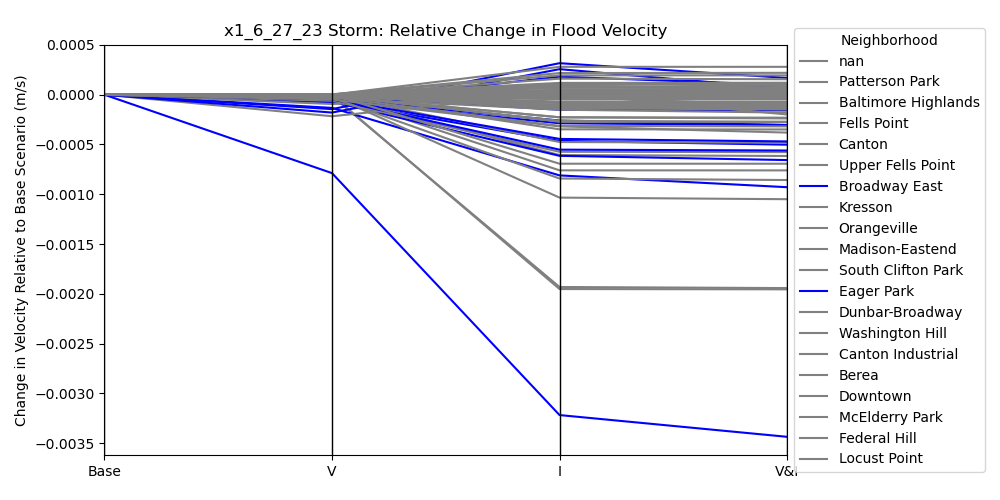 x1_6_27_23 Storm: Relative Change in Flood Velocity
Change in Velocity Relative to Base Scenario (m/s)
0.0005
0.0000
−0.0005
−0.0010
−0.0015
−0.0020
−0.0025
−0.0030
−0.0035
Base
V
I
V&I
Neighborhood
nan
Patterson Park
Baltimore Highlands
Fells Point
Canton
Upper Fells Point
Broadway East
Kresson
Orangeville
Madison-Eastend
South Clifton Park
Eager Park
Dunbar-Broadway
Washington Hill
Canton Industrial
Berea
Downtown
McElderry Park
Federal Hill
Locust Point